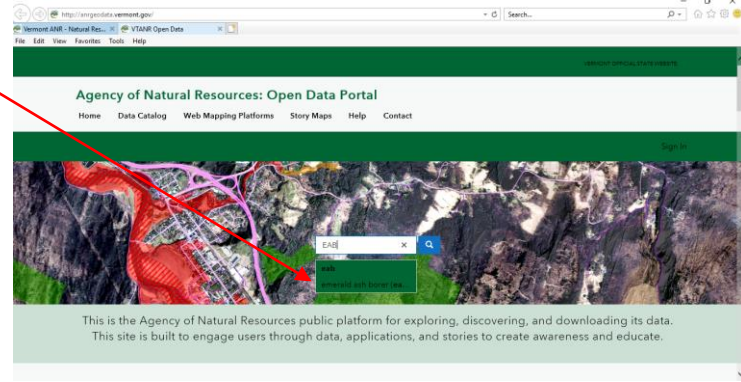 http://anrgeodata.vermont.gov/
Search...
Vermont ANR - Natural Res...
VTANR Open Data
File Edit View Favorites Tools Help
VERMONT OFFICIAL STATE WEBSITE
Agency of Natural Resources: Open Data Portal
Home Data Catalog Web Mapping Platforms Story Maps Help Contact
Sign In
EAB
eab
emerald ash borer (ea...
This is the Agency of Natural Resources public platform for exploring, discovering, and downloading its data.
This site is built to engage users through data, applications, and stories to create awareness and educate.